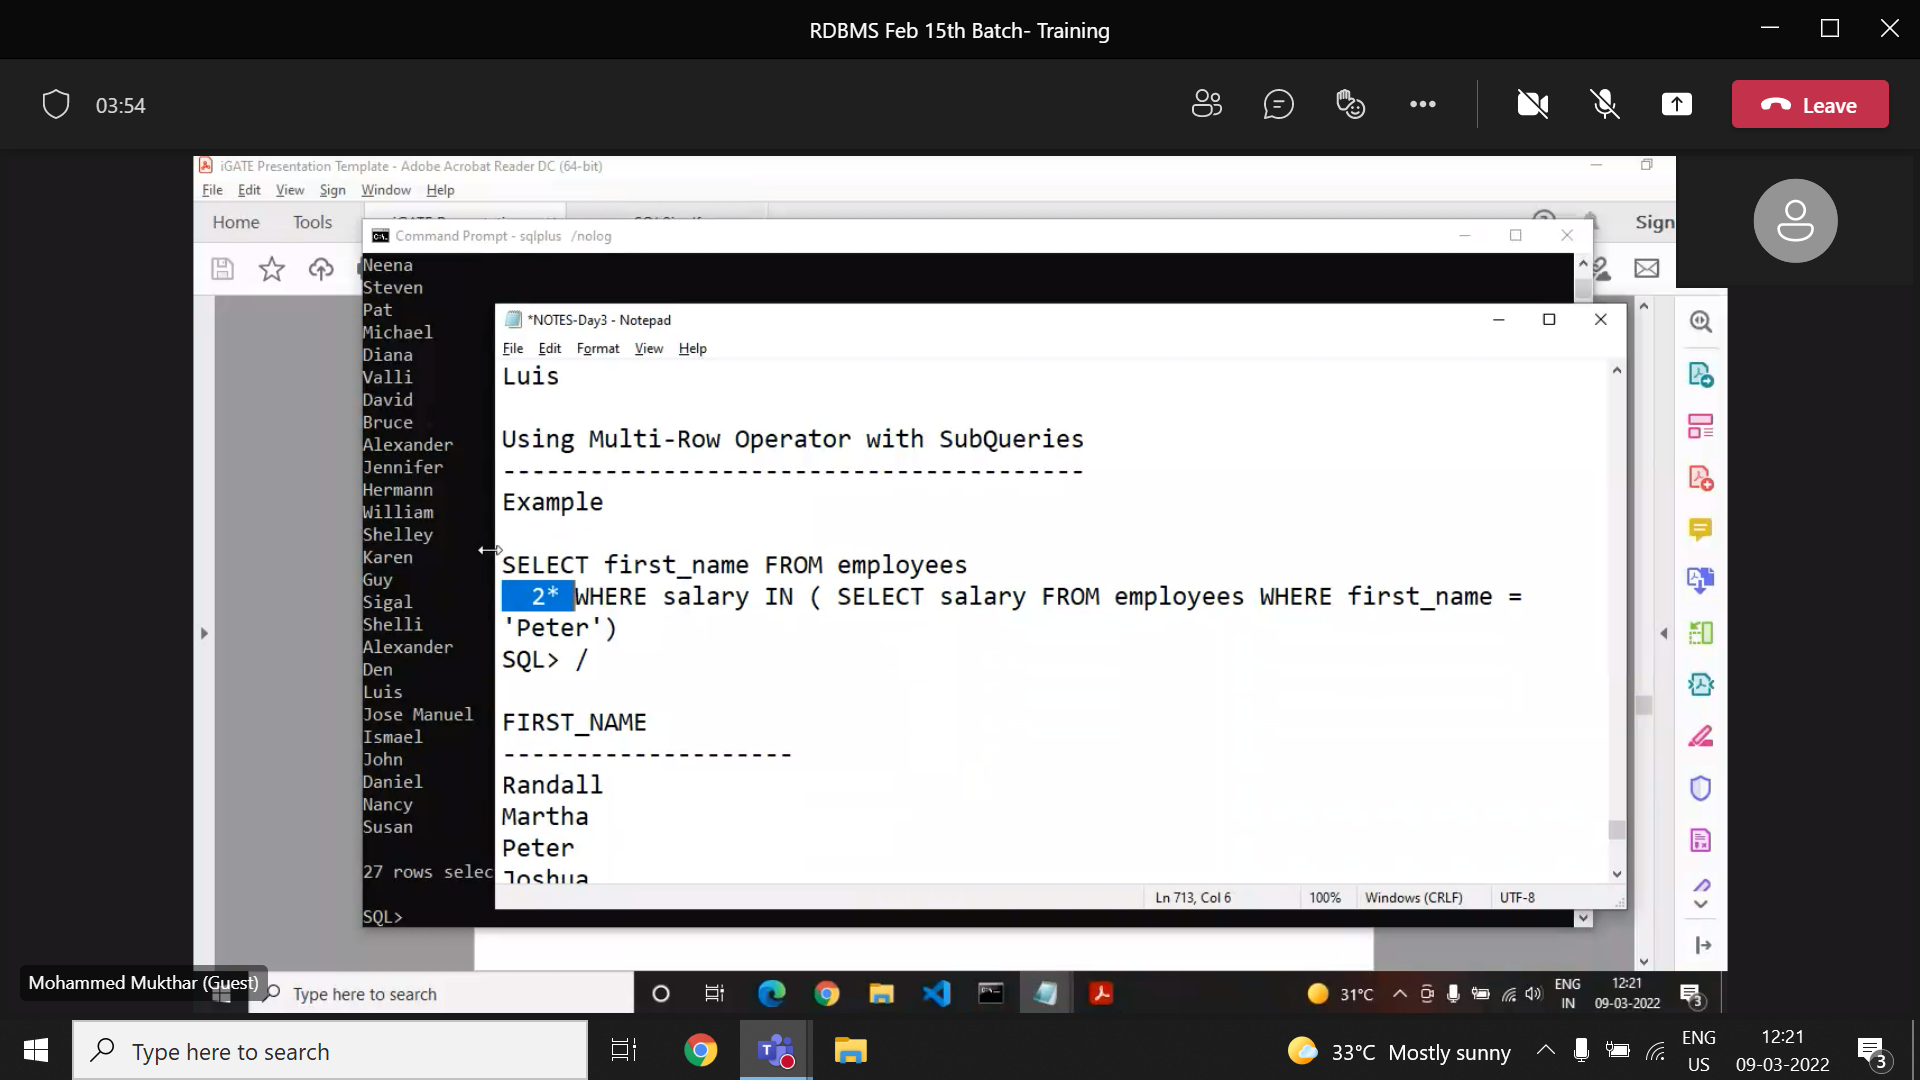 RDBMS Feb 15th Batch- Training
03:54
Leave
iGATE Presentation Template - Adobe Acrobat Reader DC (64-bit)
File Edit View Sign Window Help
Home Tools
Sign
Command Prompt - sqlplus /nolog
Neena
Steven
Pat
Michael
Diana
Valli
David
Bruce
Alexander
Jennifer
Hermann
William
Shelley
Karen
Guy
Sigal
Shelli
Alexander
Den
Luis
Jose Manuel
Ismael
John
Daniel
Nancy
Susan
27 rows selec
SQL>
*NOTES-Day3 - Notepad
File Edit Format View Help
Luis
Using Multi-Row Operator with SubQueries
----------------------------------------
Example
SELECT first_name FROM employees
2* WHERE salary IN ( SELECT salary FROM employees WHERE first_name =
'Peter')
SQL> /
FIRST_NAME
--------------------
Randall
Martha
Peter
Joshua
Ln 713, Col 6 100% Windows (CRLF) UTF-8
Mohammed Mukthar (Guest)
Type here to search
31°C
ENG
IN
12:21
09-03-2022
3
Type here to search
33°C Mostly sunny
ENG
US
12:21
09-03-2022
3